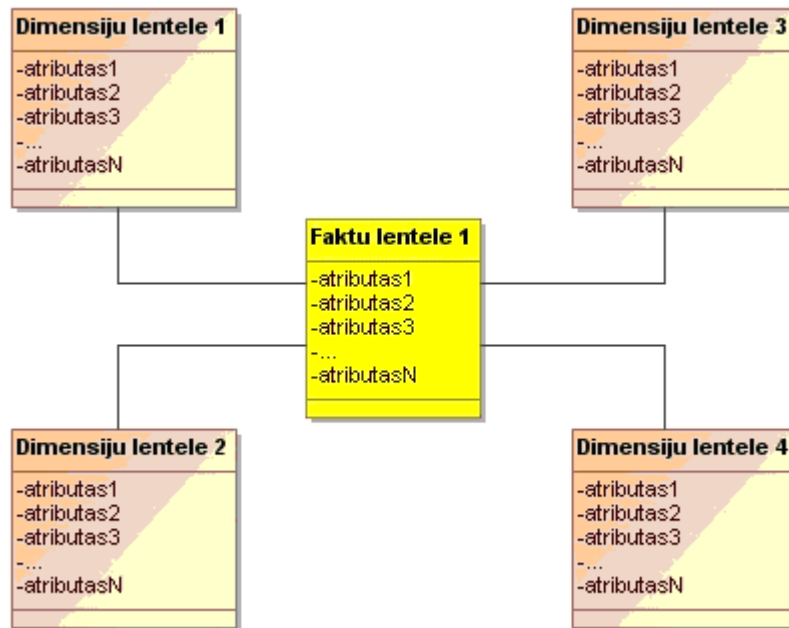 Dimensiju lentele 1
-atributas1
-atributas2
-atributas3
-...
-atributasN
Dimensiju lentele 3
-atributas1
-atributas2
-atributas3
-...
-atributasN
Faktu lentele 1
-atributas1
-atributas2
-atributas3
-...
-atributasN
Dimensiju lentele 2
-atributas1
-atributas2
-atributas3
-...
-atributasN
Dimensiju lentele 4
-atributas1
-atributas2
-atributas3
-...
-atributasN